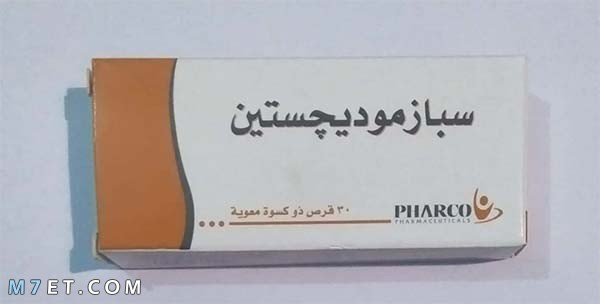 سبازموديچستين
٣٠ قرص ذو كسوة معوية
PHARCO
PHARMACEUTICALS
M7ET.COM